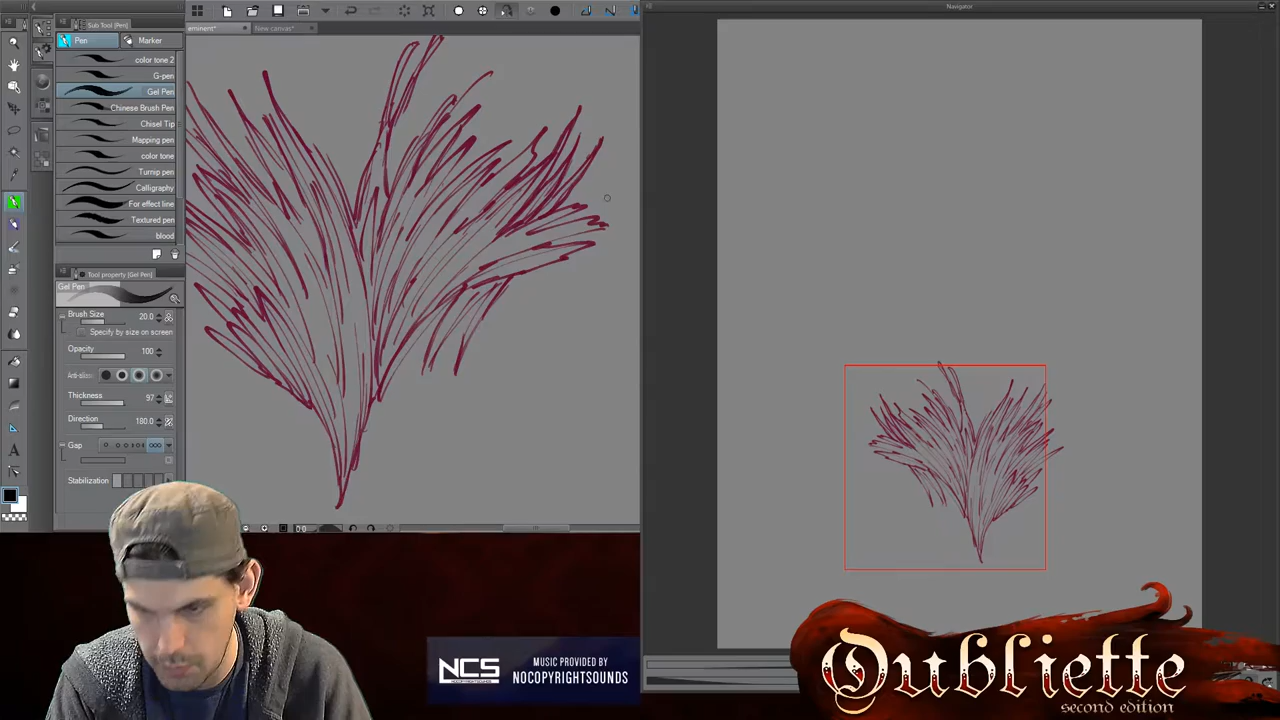 Sub Tool [Pen]
Navigator
eminent*
New canvas*
Pen
Marker
color tone 2
G-pen
Gel Pen
Chinese Brush Pen
Chisel Tip
Mapping pen
color tone
Turnip pen
Calligraphy
For effect line
Textured pen
blood
Tool property [Gel Pen]
Gel Pen
Brush Size 20.0
Specify by size on screen
Opacity 100
Anti-alias
Thickness 97
Direction 180.0
Gap
Stabilization
NCS
MUSIC PROVIDED BY
NOCOPYRIGHTSOUNDS
Oubliette
second edition